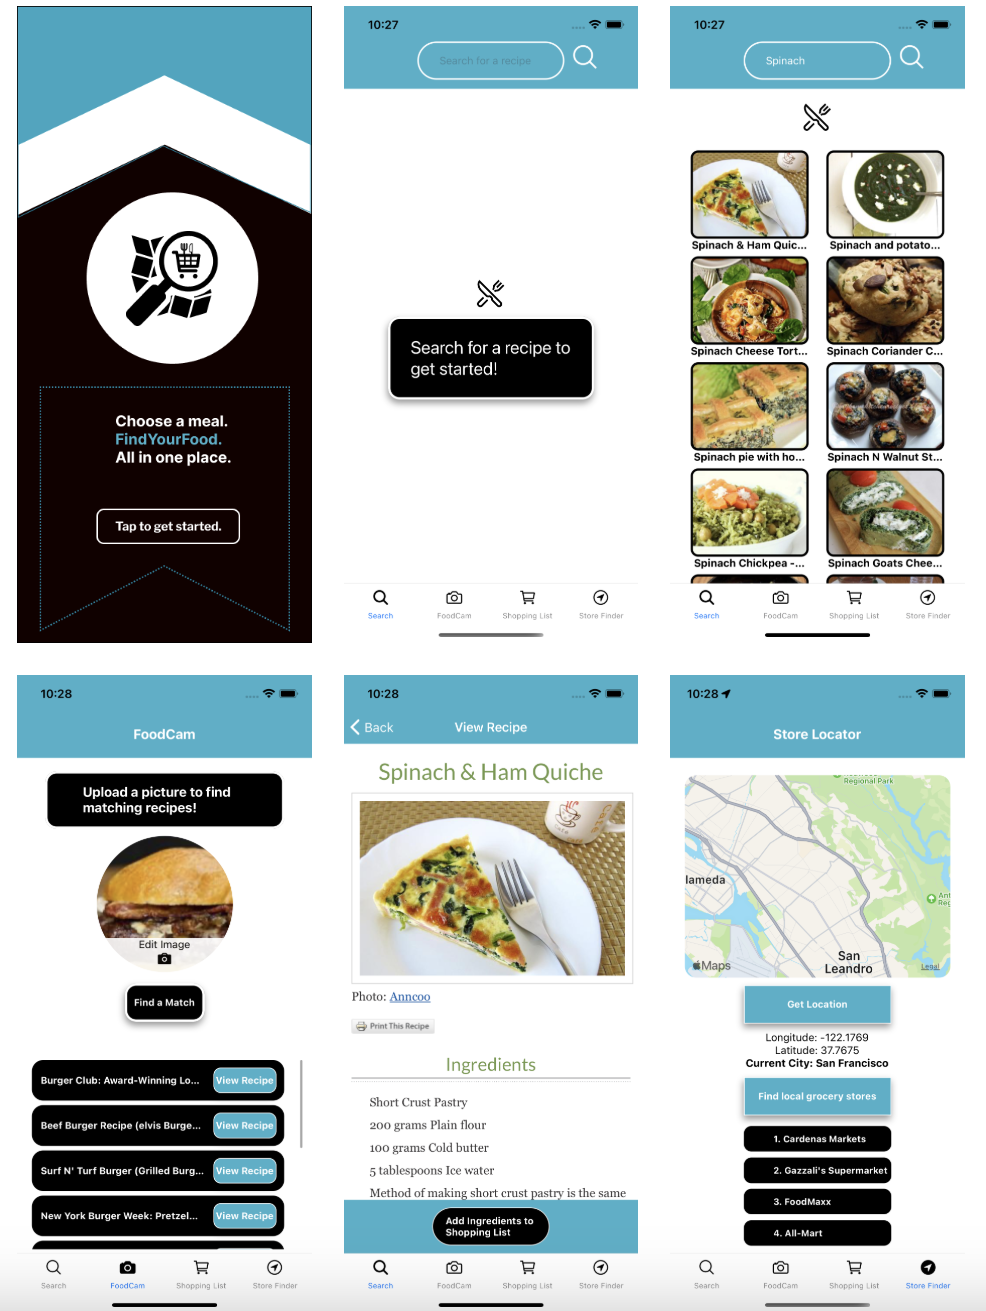 Choose a meal.
FindYourFood.
All in one place.
Tap to get started.
10:27
Search for a recipe
Search for a recipe to
get started!
Search
FoodCam
Shopping List
Store Finder
10:27
Spinach
Spinach & Ham Quic...
Spinach and potato...
Spinach Cheese Tort...
Spinach Coriander C...
Spinach pie with ho...
Spinach N Walnut St...
Spinach Chickpea -...
Spinach Goats Chee...
Search
FoodCam
Shopping List
Store Finder
10:28
FoodCam
Upload a picture to find
matching recipes!
Edit Image
Find a Match
Burger Club: Award-Winning Lo...
View Recipe
Beef Burger Recipe (elvis Burge...
View Recipe
Surf N' Turf Burger (Grilled Burg...
View Recipe
New York Burger Week: Pretzel...
View Recipe
Search
FoodCam
Shopping List
Store Finder
10:28
Back
View Recipe
Spinach & Ham Quiche
Photo: Anncoo
Print This Recipe
Ingredients
Short Crust Pastry
200 grams Plain flour
100 grams Cold butter
5 tablespoons Ice water
Method of making short crust pastry is the same
Add Ingredients to
Shopping List
Search
FoodCam
Shopping List
Store Finder
10:28
Store Locator
Regional Park
lameda
Ant
Reg
San
Leandro
Maps
Legal
Get Location
Longitude: -122.1769
Latitude: 37.7675
Current City: San Francisco
Find local grocery stores
1. Cardenas Markets
2. Gazzali's Supermarket
3. FoodMaxx
4. All-Mart
Search
FoodCam
Shopping List
Store Finder